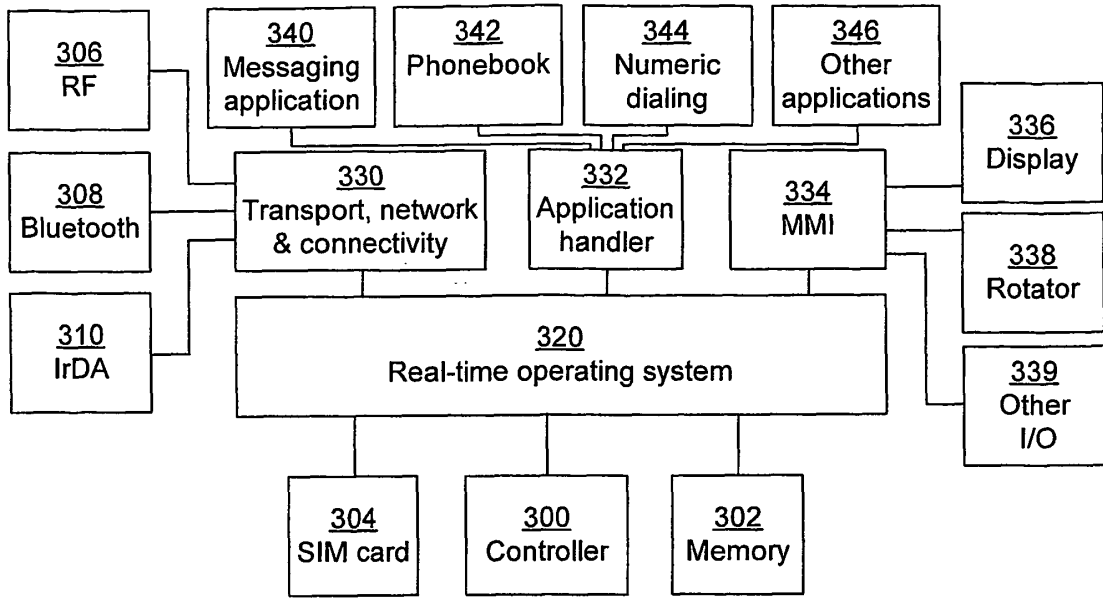 306
RF
340
Messaging
application
342
Phonebook
344
Numeric
dialing
346
Other
applications
336
Display
308
Bluetooth
330
Transport, network
& connectivity
332
Application
handler
334
MMI
338
Rotator
310
IrDA
320
Real-time operating system
339
Other
I/O
304
SIM card
300
Controller
302
Memory